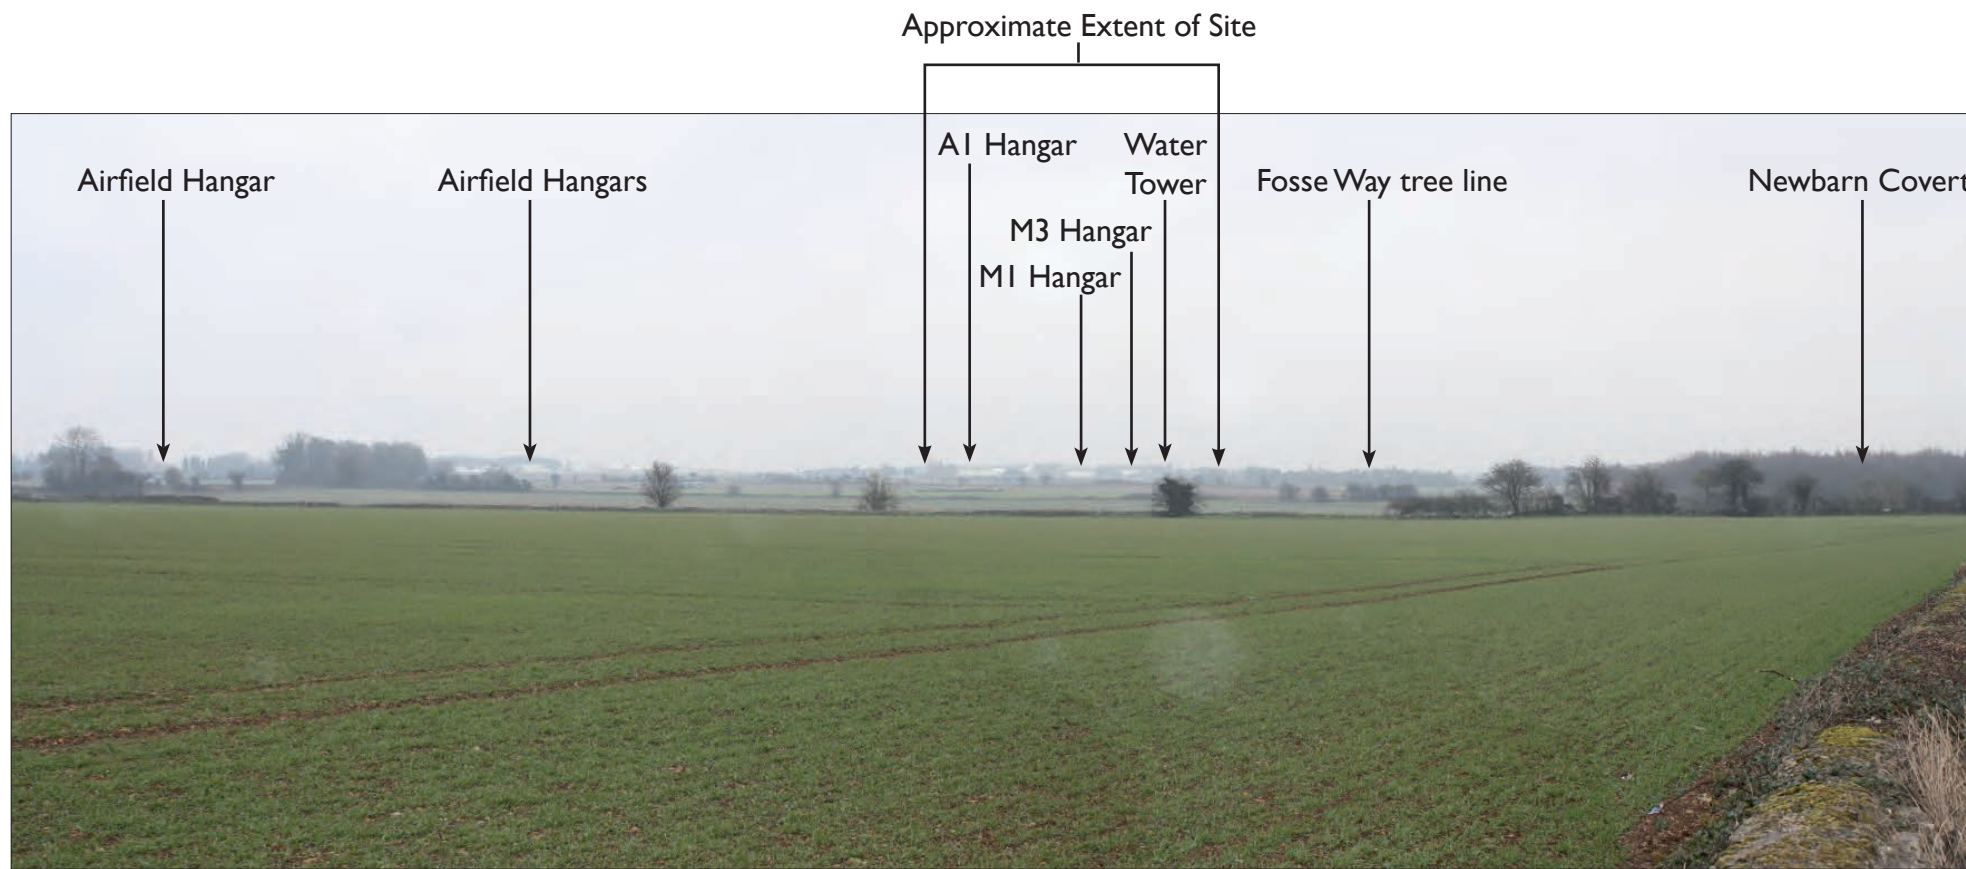 Approximate Extent of Site
A1 Hangar
Water
Tower
Airfield Hangar
Airfield Hangars
Fosse Way tree line
Newbarn Covert
M3 Hangar
M1 Hangar